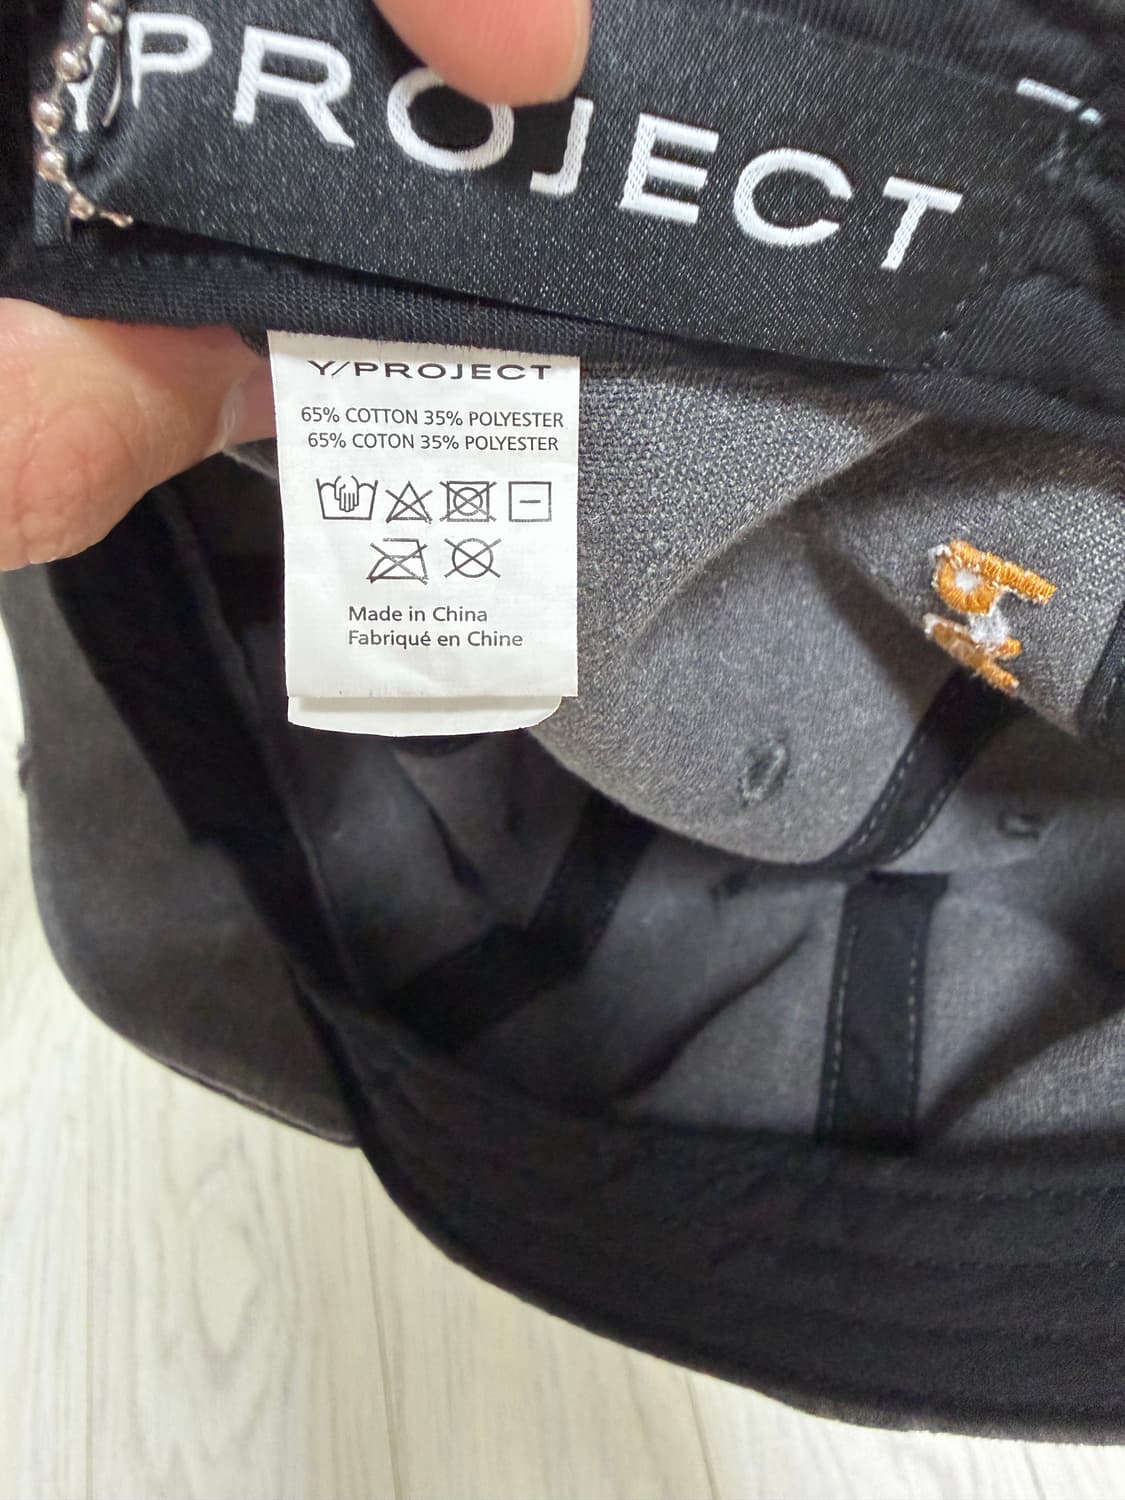 Y/PROJECT
Y/PROJECT
65% COTTON 35% POLYESTER
65% COTON 35% POLYESTER
Made in China
Fabriqué en Chine